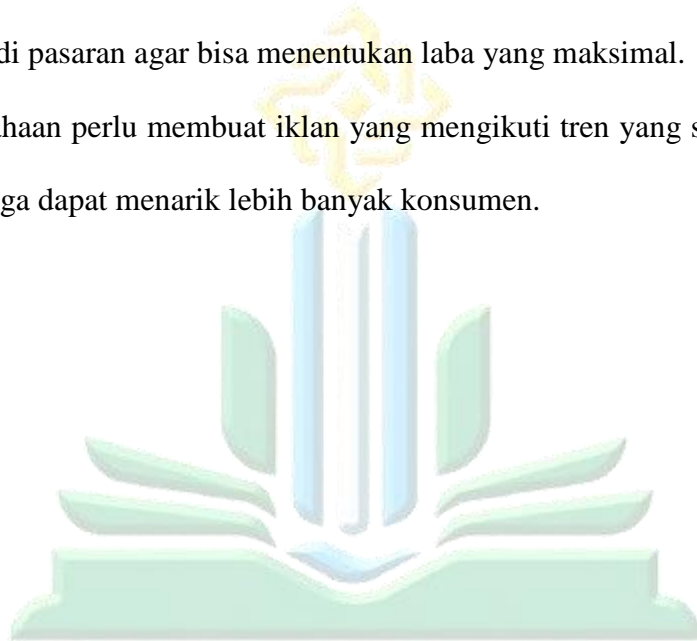 di pasaran agar bisa menentukan laba yang maksimal.
ahaan perlu membuat iklan yang mengikuti tren yang s
ga dapat menarik lebih banyak konsumen.